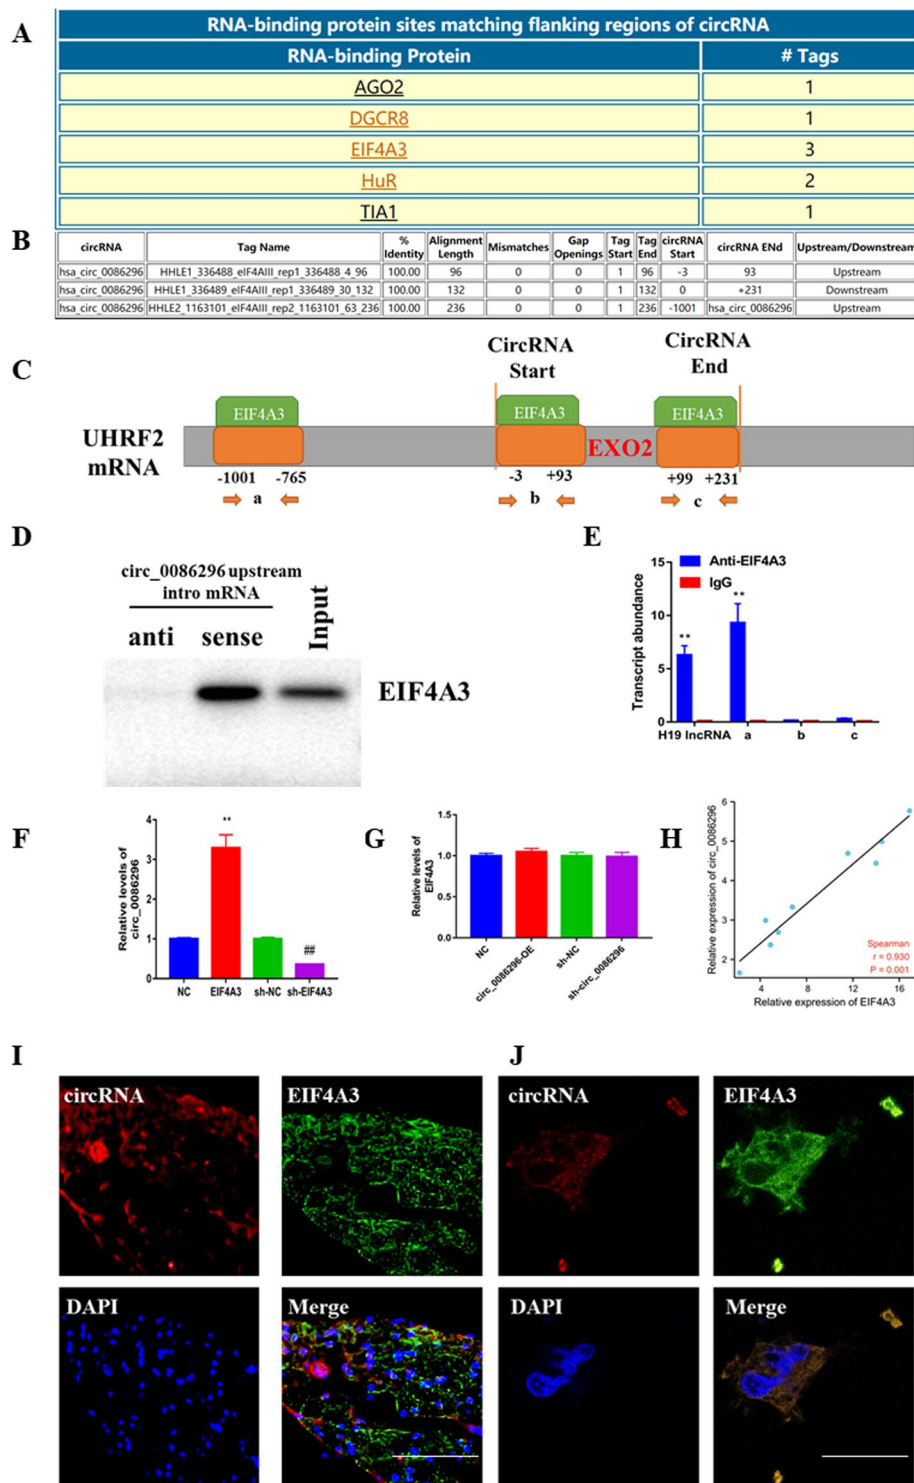 A
RNA-binding protein sites matching flanking regions of circRNA
RNA-binding Protein # Tags
AGO2 1
DGCR8 1
EIF4A3 3
HuR 2
TIA1 1
B
circRNA Tag Name % Identity Alignment Length Mismatches Gap Openings Tag Start Tag End circRNA Start circRNA ENd Upstream/Downstream
hsa_circ_0086296 HHLE1_336488_eIF4AIII_rep1_336488_4_96 100.00 96 0 0 1 96 -3 93 Upstream
hsa_circ_0086296 HHLE1_336489_eIF4AIII_rep1_336489_30_132 100.00 132 0 0 1 132 0 +231 Downstream
hsa_circ_0086296 HHLE2_1163101_eIF4AIII_rep2_1163101_63_236 100.00 236 0 0 1 236 -1001 hsa_circ_0086296 Upstream
C
CircRNA
Start
CircRNA
End
EIF4A3 EIF4A3 EIF4A3
UHRF2
mRNA
EXO2
-1001 -765 -3 +93 +99 +231
a b c
D
circ_0086296 upstream
intro mRNA
anti sense Input
EIF4A3
E
Anti-EIF4A3
IgG
Transcript abundance
15
10
5
0
** **
H19 lncRNA a b c
F
Relative levels of
circ_0086296
4
3
2
1
0
**
##
NC EIF4A3 sh-NC sh-EIF4A3
G
Relative levels of
EIF4A3
1.5
1.0
0.5
0.0
NC circ_0086296-OE sh-NC sh-circ_0086296
H
Relative expression of circ_0086296
6
5
4
3
2
Spearman
r = 0.930
P = 0.001
4 8 12 16
Relative expression of EIF4A3
I
circRNA EIF4A3
DAPI Merge
J
circRNA EIF4A3
DAPI Merge